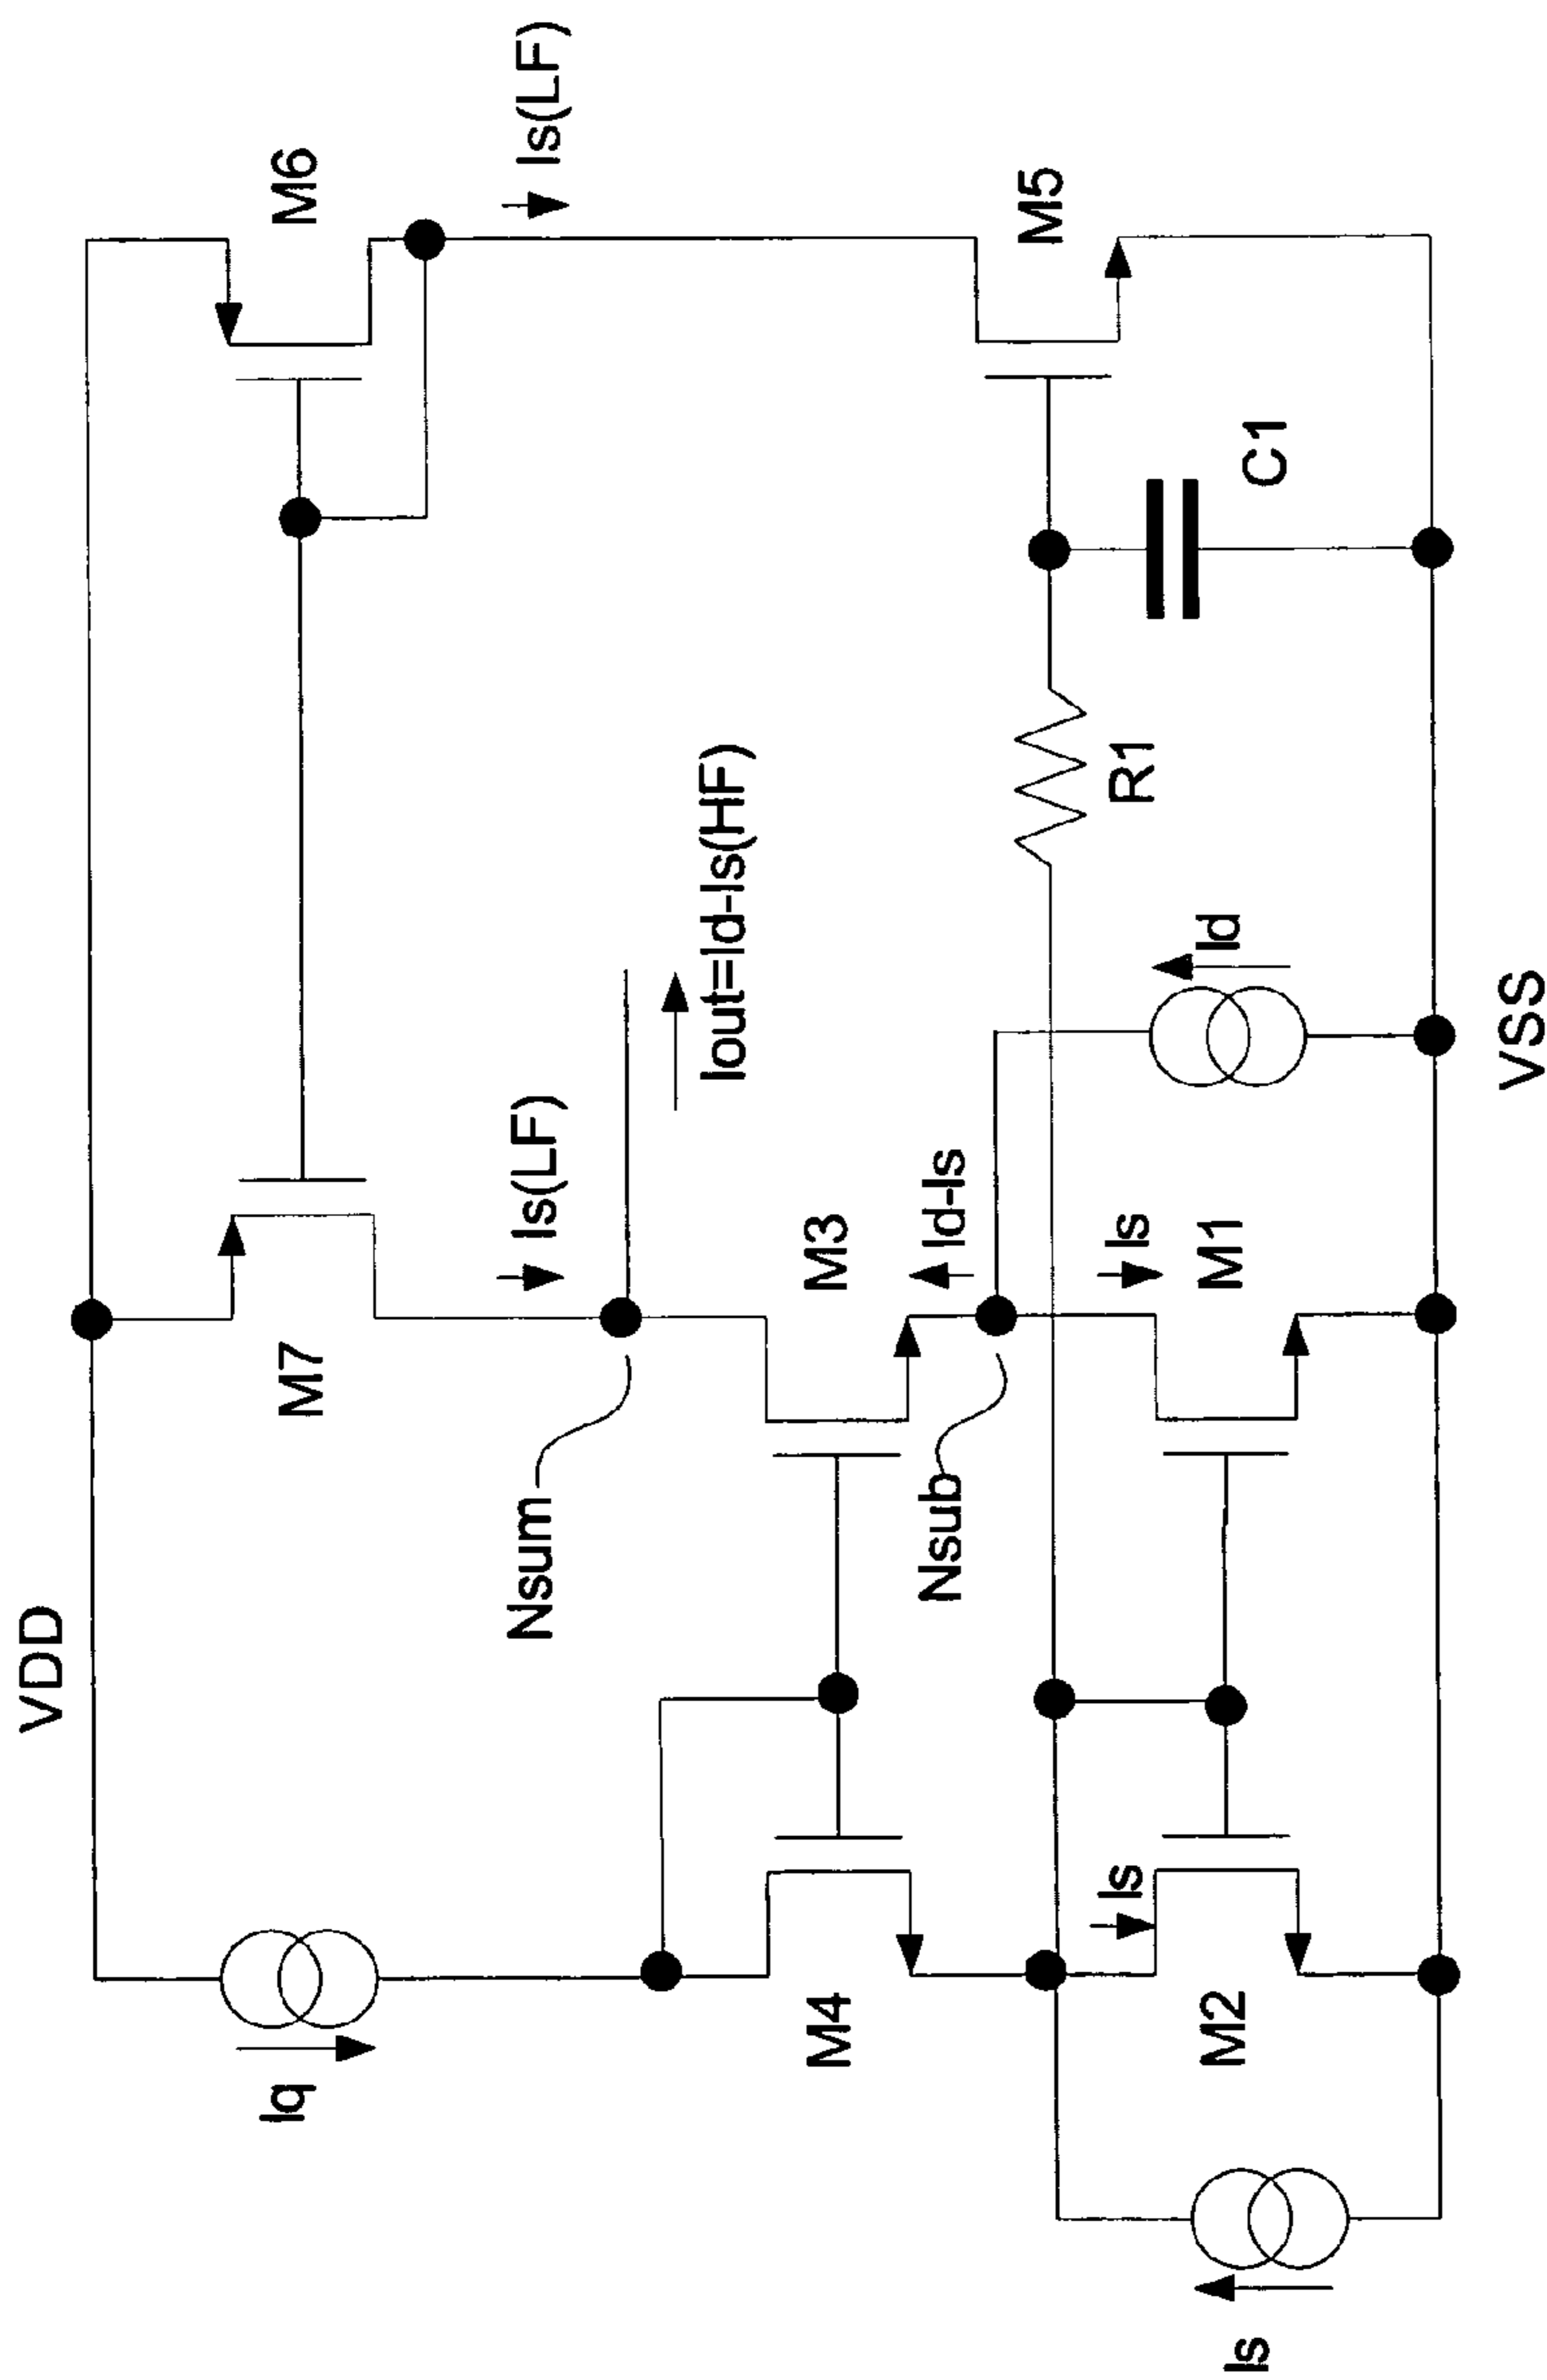 VDD
Iq
M7
M6
Is(LF)
Is(LF)
Nsum
Iout=Id-Is(HF)
M4
M3
M5
Nsub
Id-Is
Is
Is
Id
R1
C1
Is
M2
M1
VSS